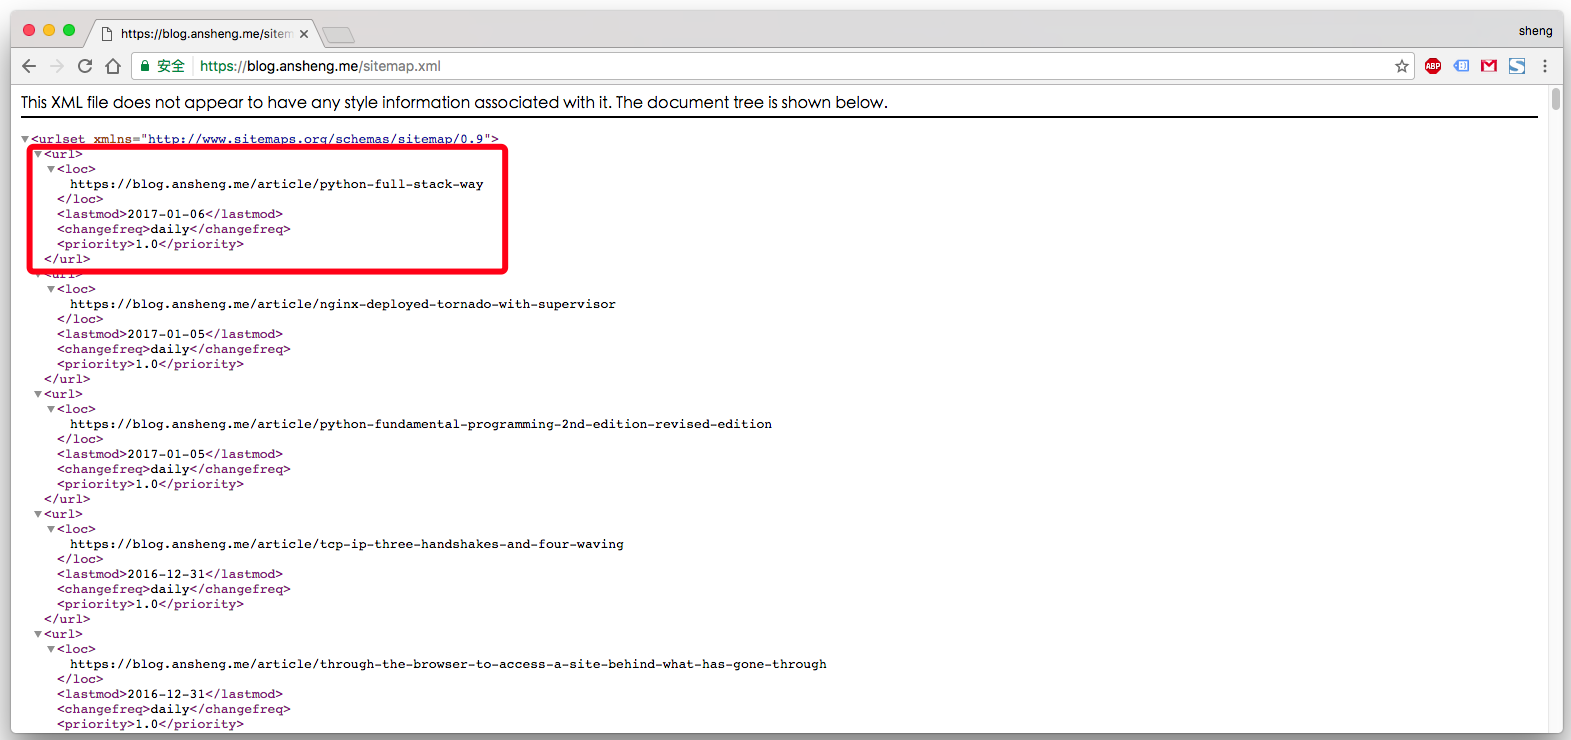 https://blog.ansheng.me/sitem
sheng
安全 https://blog.ansheng.me/sitemap.xml
ABP
This XML file does not appear to have any style information associated with it. The document tree is shown below.
<urlset xmlns="http://www.sitemaps.org/schemas/sitemap/0.9">
<url>
<loc>
https://blog.ansheng.me/article/python-full-stack-way
</loc>
<lastmod>2017-01-06</lastmod>
<changefreq>daily</changefreq>
<priority>1.0</priority>
</url>
<url>
<loc>
https://blog.ansheng.me/article/nginx-deployed-tornado-with-supervisor
</loc>
<lastmod>2017-01-05</lastmod>
<changefreq>daily</changefreq>
<priority>1.0</priority>
</url>
<url>
<loc>
https://blog.ansheng.me/article/python-fundamental-programming-2nd-edition-revised-edition
</loc>
<lastmod>2017-01-05</lastmod>
<changefreq>daily</changefreq>
<priority>1.0</priority>
</url>
<url>
<loc>
https://blog.ansheng.me/article/tcp-ip-three-handshakes-and-four-waving
</loc>
<lastmod>2016-12-31</lastmod>
<changefreq>daily</changefreq>
<priority>1.0</priority>
</url>
<url>
<loc>
https://blog.ansheng.me/article/through-the-browser-to-access-a-site-behind-what-has-gone-through
</loc>
<lastmod>2016-12-31</lastmod>
<changefreq>daily</changefreq>
<priority>1.0</priority>